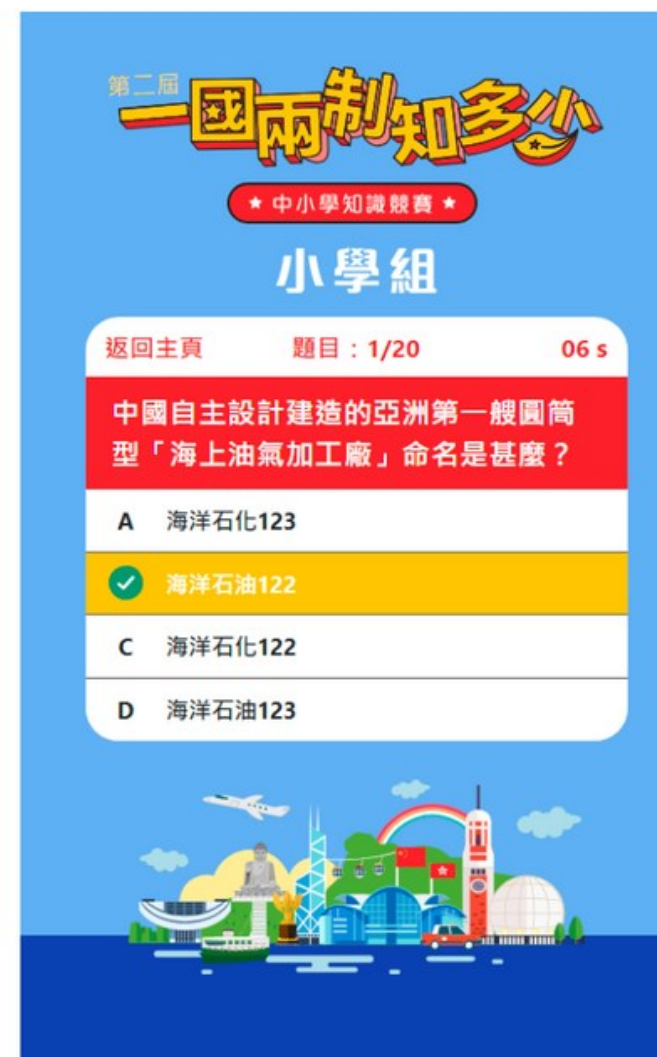 第二屆
一國兩制知多少
★ 中小學知識競賽 ★
小學組
返回主頁 題目：1/20 06 s
中國自主設計建造的亞洲第一艘圓筒
型「海上油氣加工廠」命名是甚麼？
A 海洋石化123
海洋石油122
C 海洋石化122
D 海洋石油123